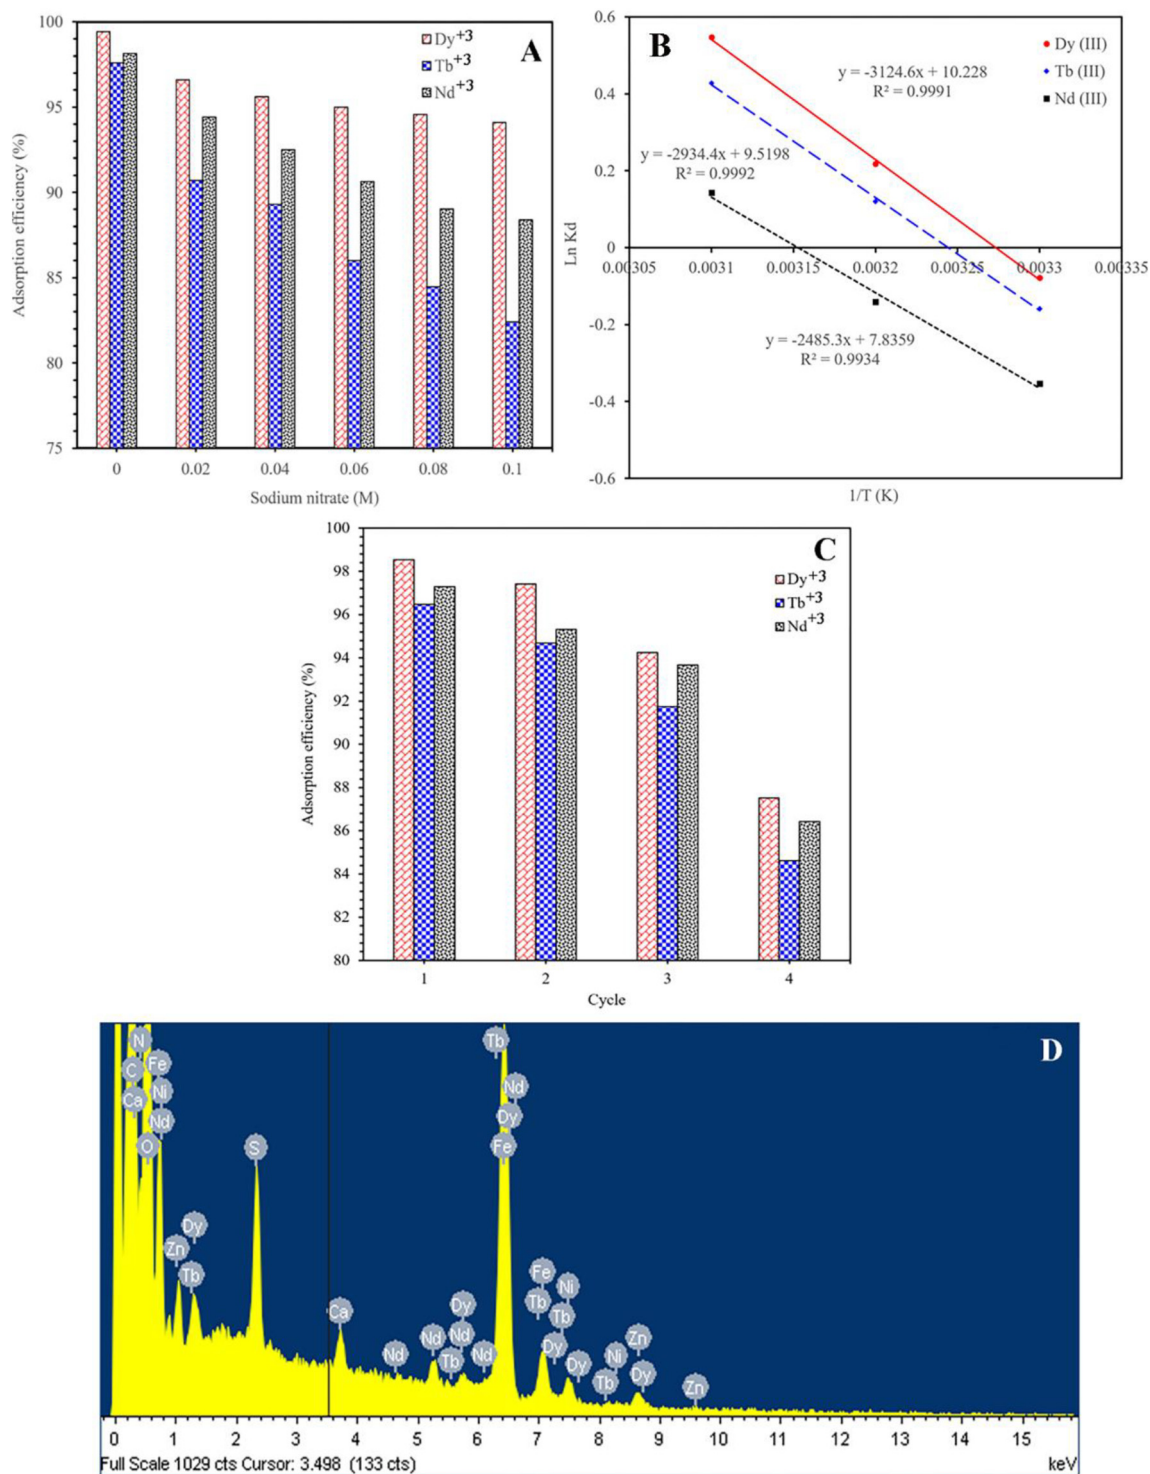 A
Dy+3
Tb+3
Nd+3
100
95
90
85
80
75
Adsorption efficiency (%)
0 0.02 0.04 0.06 0.08 0.1
Sodium nitrate (M)
B
Dy (III)
Tb (III)
Nd (III)
y = -3124.6x + 10.228
R² = 0.9991
y = -2934.4x + 9.5198
R² = 0.9992
y = -2485.3x + 7.8359
R² = 0.9934
0.6
0.4
0.2
0
-0.2
-0.4
-0.6
Ln Kd
0.00305 0.0031 0.00315 0.0032 0.00325 0.0033 0.00335
1/T (K)
C
Dy+3
Tb+3
Nd+3
100
98
96
94
92
90
88
86
84
82
80
Adsorption efficiency (%)
1 2 3 4
Cycle
D
N
C
Ca
Fe
Ni
Nd
O
Zn
Dy
Tb
S
Ca
Nd
Nd
Tb
Dy
Nd
Nd
Tb
Nd
Dy
Fe
Fe
Tb
Ni
Tb
Dy
Dy
Ni
Tb
Zn
Dy
Zn
0 1 2 3 4 5 6 7 8 9 10 11 12 13 14 15
Full Scale 1029 cts Cursor: 3.498 (133 cts) keV